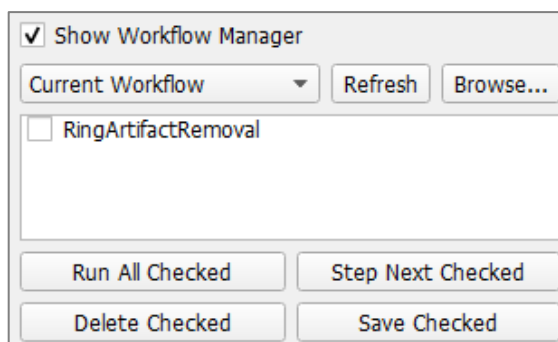 Show Workflow Manager
Current Workflow Refresh Browse...
RingArtifactRemoval
Run All Checked Step Next Checked
Delete Checked Save Checked